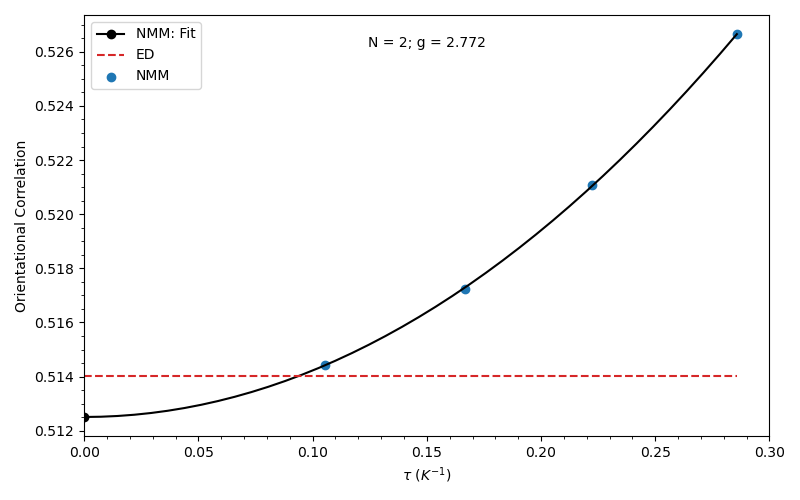 NMM: Fit
ED
NMM
N = 2; g = 2.772
Orientational Correlation
0.526
0.524
0.522
0.520
0.518
0.516
0.514
0.512
0.00 0.05 0.10 0.15 0.20 0.25 0.30
τ (K⁻¹)